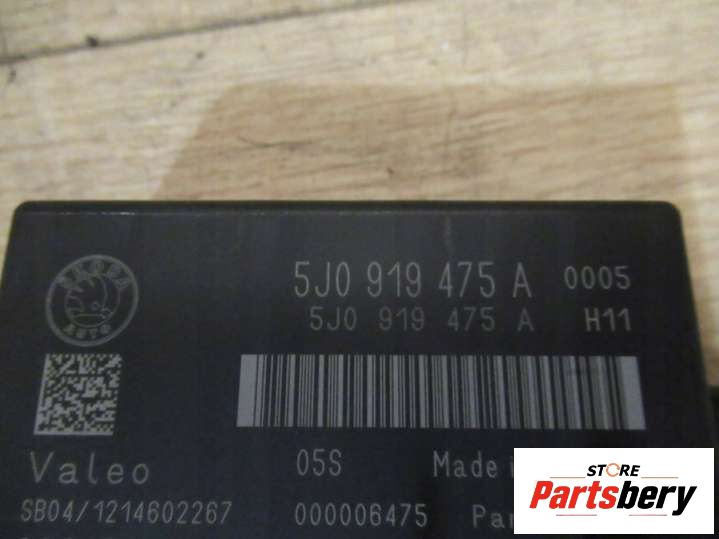 5J0 919 475 A 0005
5J0 919 475 A H11
SKODA
AUTO
Valeo 05S Made
SB04/1214602267 000006475
STORE
Partsbery